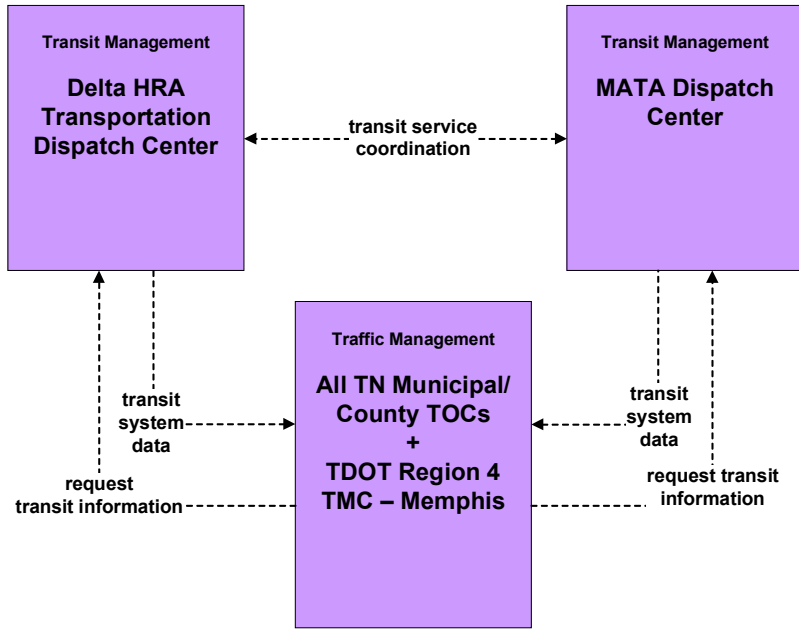 Transit Management
Delta HRA
Transportation
Dispatch Center
Transit Management
MATA Dispatch
Center
transit service
coordination
Traffic Management
All TN Municipal/
County TOCs
+
TDOT Region 4
TMC – Memphis
transit
system
data
request
transit information
transit
system
data
request transit
information